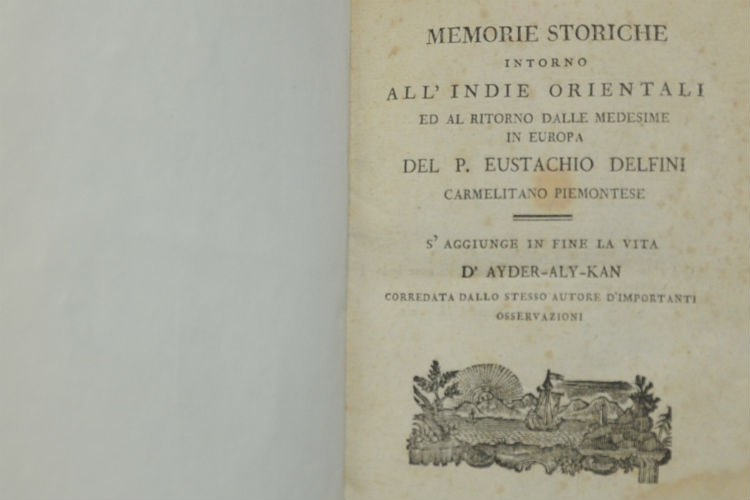 MEMORIE STORICHE
INTORNO
ALL' INDIE ORIENTALI
ED AL RITORNO DALLE MEDESIME
IN EUROPA
DEL P. EUSTACHIO DELFINI
CARMELITANO PIEMONTESE
S' AGGIUNGE IN FINE LA VITA
D' AYDER-ALY-KAN
CORREDATA DALLO STESSO AUTORE D'IMPORTANTI
OSSERVAZIONI